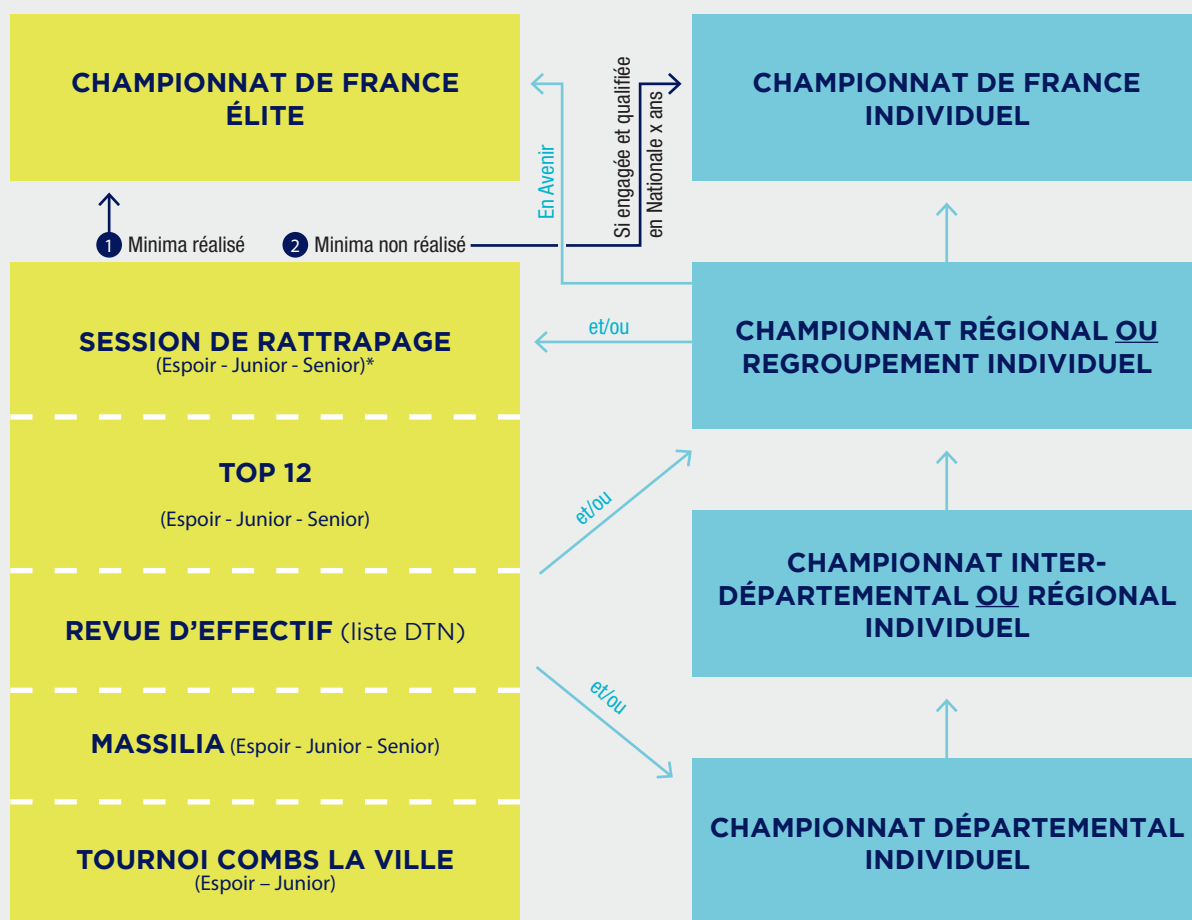 CHAMPIONNAT DE FRANCE
ÉLITE
1 Minima réalisé
2 Minima non réalisé
En Avenir
Si engagée et qualifiée
en Nationale x ans
CHAMPIONNAT DE FRANCE
INDIVIDUEL
SESSION DE RATTRAPAGE
(Espoir - Junior - Senior)*
et/ou
CHAMPIONNAT RÉGIONAL OU
REGROUPEMENT INDIVIDUEL
TOP 12
(Espoir - Junior - Senior)
et/ou
CHAMPIONNAT INTER-
DÉPARTEMENTAL OU RÉGIONAL
INDIVIDUEL
REVUE D’EFFECTIF (liste DTN)
et/ou
MASSILIA (Espoir - Junior - Senior)
CHAMPIONNAT DÉPARTEMENTAL
INDIVIDUEL
TOURNOI COMBS LA VILLE
(Espoir – Junior)